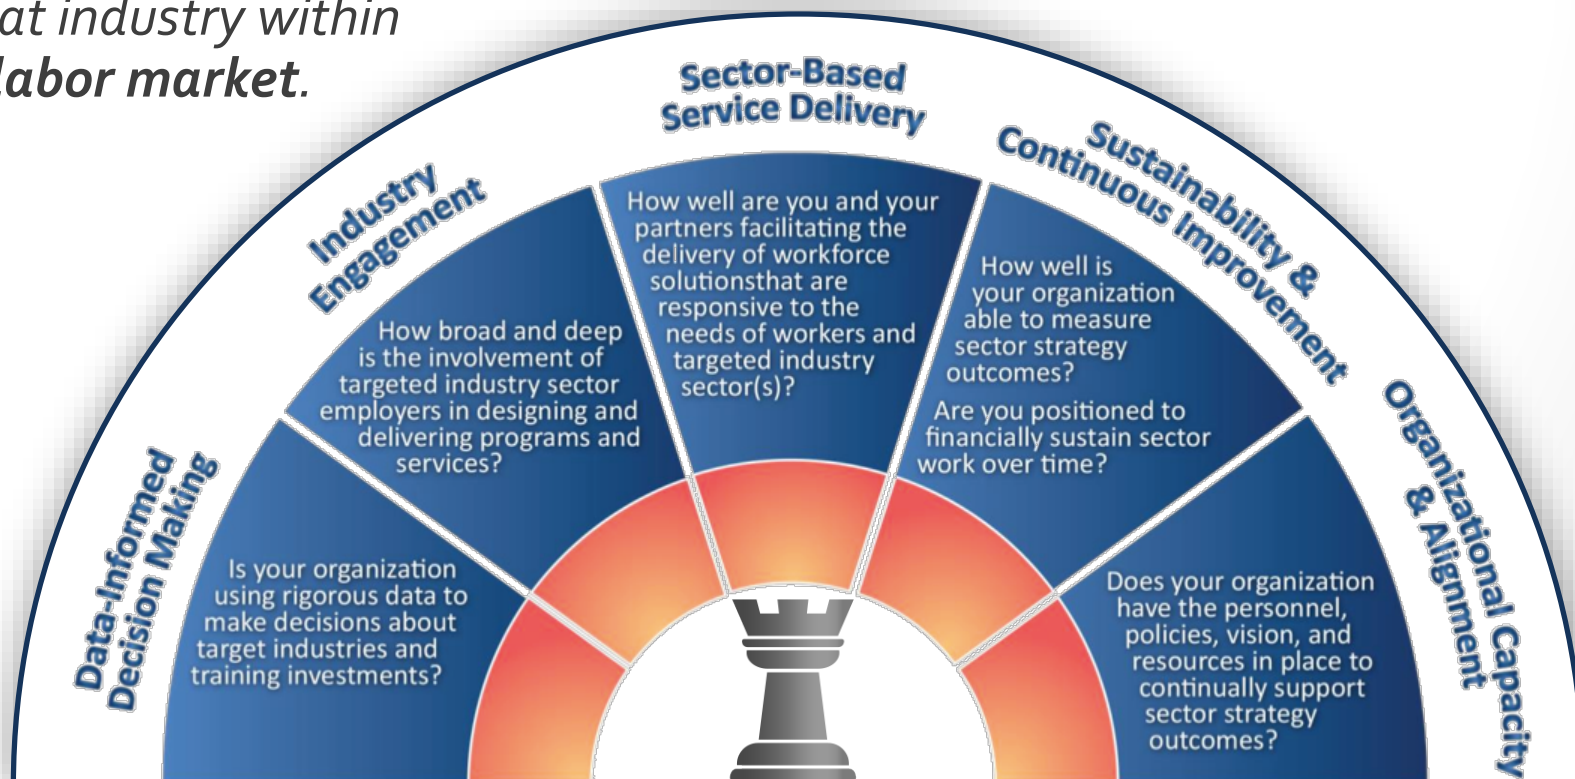 at industry within
labor market.
Data-Informed
Decision Making
Is your organization
using rigorous data to
make decisions about
target industries and
training investments?
Industry
Engagement
How broad and deep
is the involvement of
targeted industry sector
employers in designing and
delivering programs and
services?
Sector-Based
Service Delivery
How well are you and your
partners facilitating the
delivery of workforce
solutionsthat are
responsive to the
needs of workers and
targeted industry
sector(s)?
Sustainability &
Continuous Improvement
How well is
your organization
able to measure
sector strategy
outcomes?
Are you positioned to
financially sustain sector
work over time?
Organizational Capacity
& Alignment
Does your organization
have the personnel,
policies, vision, and
resources in place to
continually support
sector strategy
outcomes?